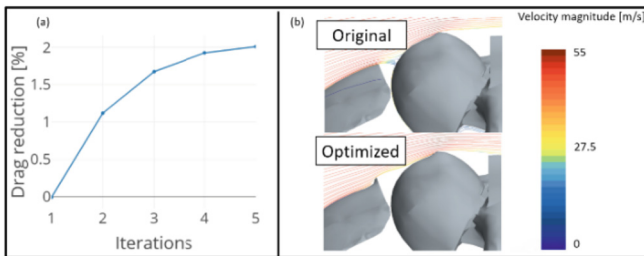 (a)
2
1.5
1
0.5
0
Drag reduction [%]
1 2 3 4 5
Iterations
(b)
Original
Optimized
Velocity magnitude [m/s]
55
27.5
0